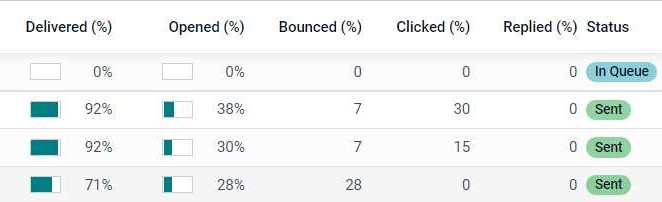 Delivered (%) Opened (%) Bounced (%) Clicked (%) Replied (%) Status
0% 0% 0 0 0 In Queue
92% 38% 7 30 0 Sent
92% 30% 7 15 0 Sent
71% 28% 28 0 0 Sent